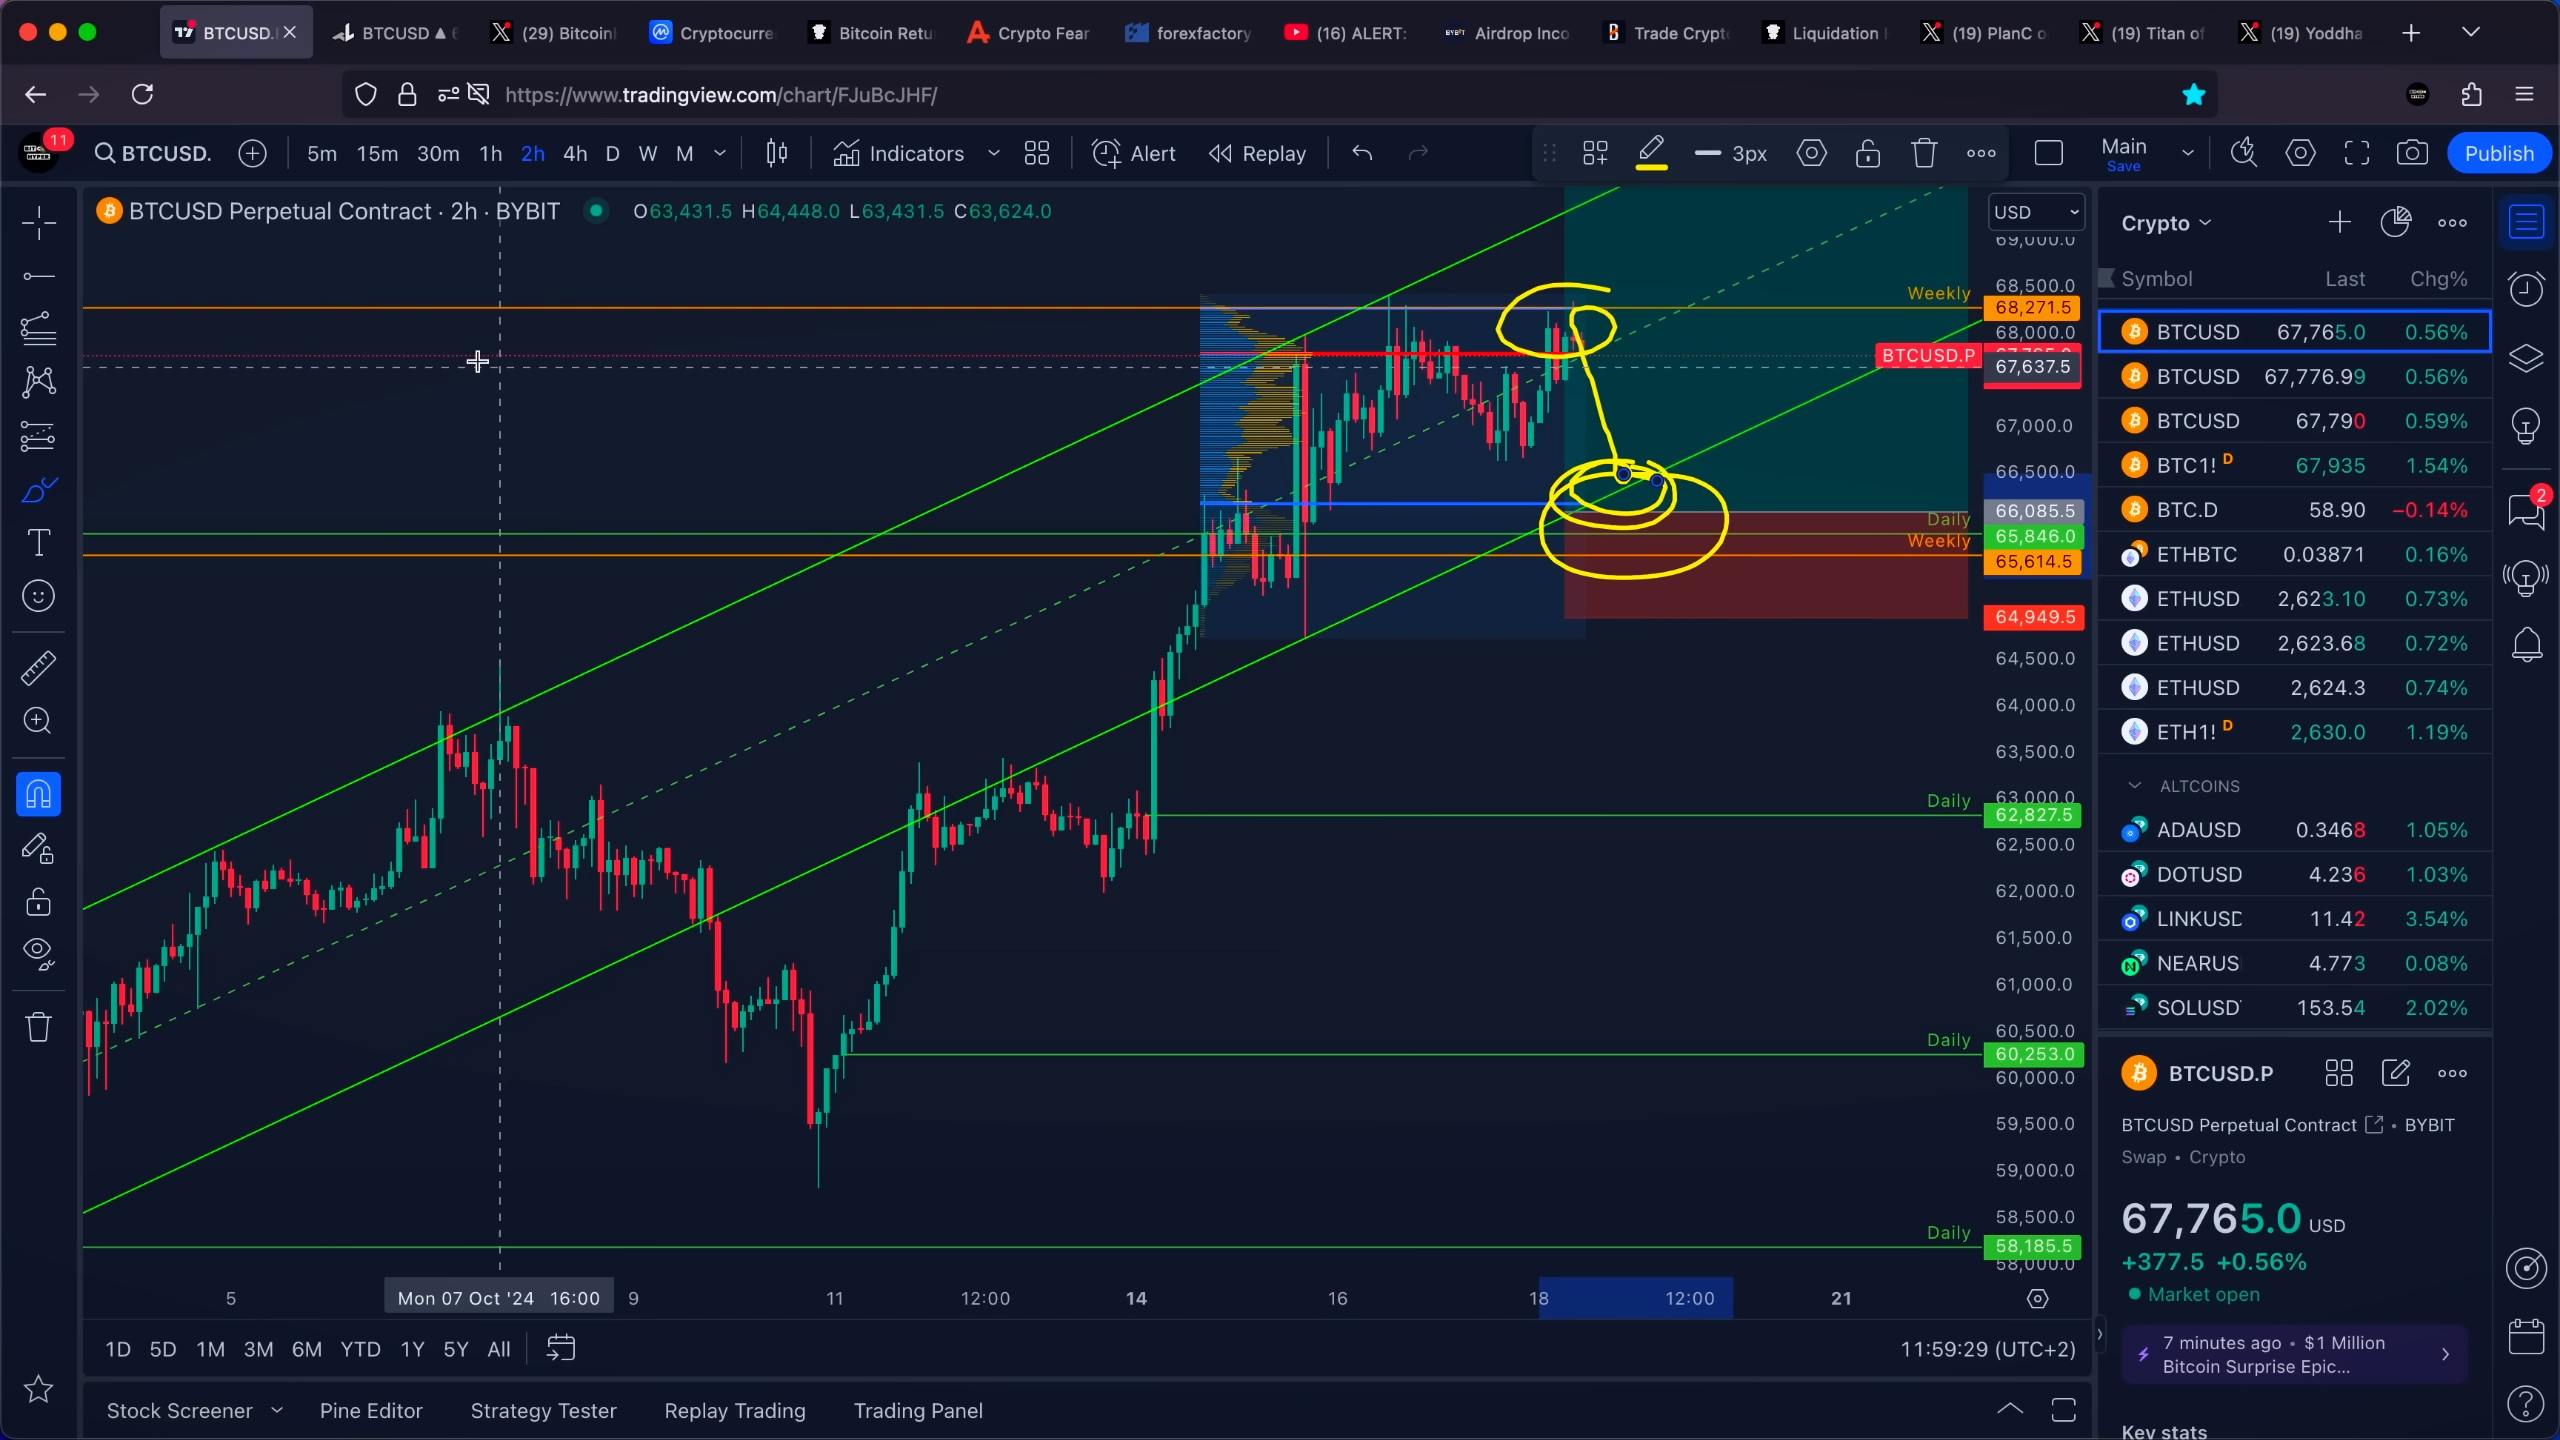 BTCUSD.
BTCUSD ▲ 6
(29) Bitcoin
Cryptocurre
Bitcoin Retu
Crypto Fear
forexfactory
(16) ALERT:
BYBIT Airdrop Inco
Trade Crypt
Liquidation
(19) PlanC o
(19) Titan of
(19) Yoddha
https://www.tradingview.com/chart/FJuBcJHF/
11
BTCUSD.
5m 15m 30m 1h 2h 4h D W M
Indicators
Alert
Replay
3px
Main
Save
Publish
BTCUSD Perpetual Contract · 2h · BYBIT
O63,431.5 H64,448.0 L63,431.5 C63,624.0
USD
69,000.0
68,500.0
Weekly 68,271.5
68,000.0
BTCUSD.P
67,637.5
67,000.0
66,500.0
66,085.5
Daily
65,846.0
Weekly
65,614.5
64,949.5
64,500.0
64,000.0
63,500.0
63,000.0
Daily
62,827.5
62,500.0
62,000.0
61,500.0
61,000.0
60,500.0
Daily
60,253.0
60,000.0
59,500.0
59,000.0
58,500.0
Daily
58,185.5
58,000.0
5
Mon 07 Oct '24 16:00
9
11
12:00
14
16
18
12:00
21
1D 5D 1M 3M 6M YTD 1Y 5Y All
11:59:29 (UTC+2)
Stock Screener
Pine Editor
Strategy Tester
Replay Trading
Trading Panel
Crypto
Symbol Last Chg%
BTCUSD 67,765.0 0.56%
BTCUSD 67,776.99 0.56%
BTCUSD 67,790 0.59%
BTC1! D 67,935 1.54%
BTC.D 58.90 −0.14%
ETHBTC 0.03871 0.16%
ETHUSD 2,623.10 0.73%
ETHUSD 2,623.68 0.72%
ETHUSD 2,624.3 0.74%
ETH1! D 2,630.0 1.19%
ALTCOINS
ADAUSD 0.3468 1.05%
DOTUSD 4.236 1.03%
LINKUSD 11.42 3.54%
NEARUS 4.773 0.08%
SOLUSD 153.54 2.02%
BTCUSD.P
BTCUSD Perpetual Contract • BYBIT
Swap • Crypto
67,765.0 USD
+377.5 +0.56%
Market open
7 minutes ago • $1 Million
Bitcoin Surprise Epic...
Key stats
2